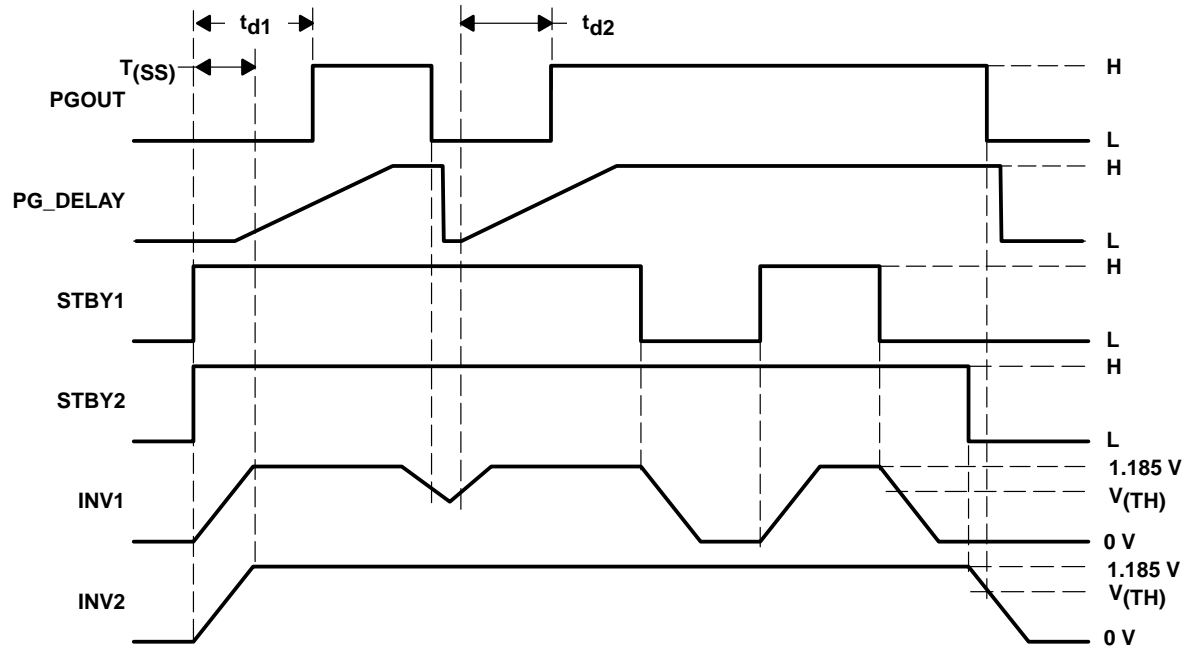 td1
td2
T(SS)
PGOUT
H
L
PG_DELAY
H
L
STBY1
H
L
STBY2
H
L
INV1
1.185 V
V(TH)
0 V
INV2
1.185 V
V(TH)
0 V